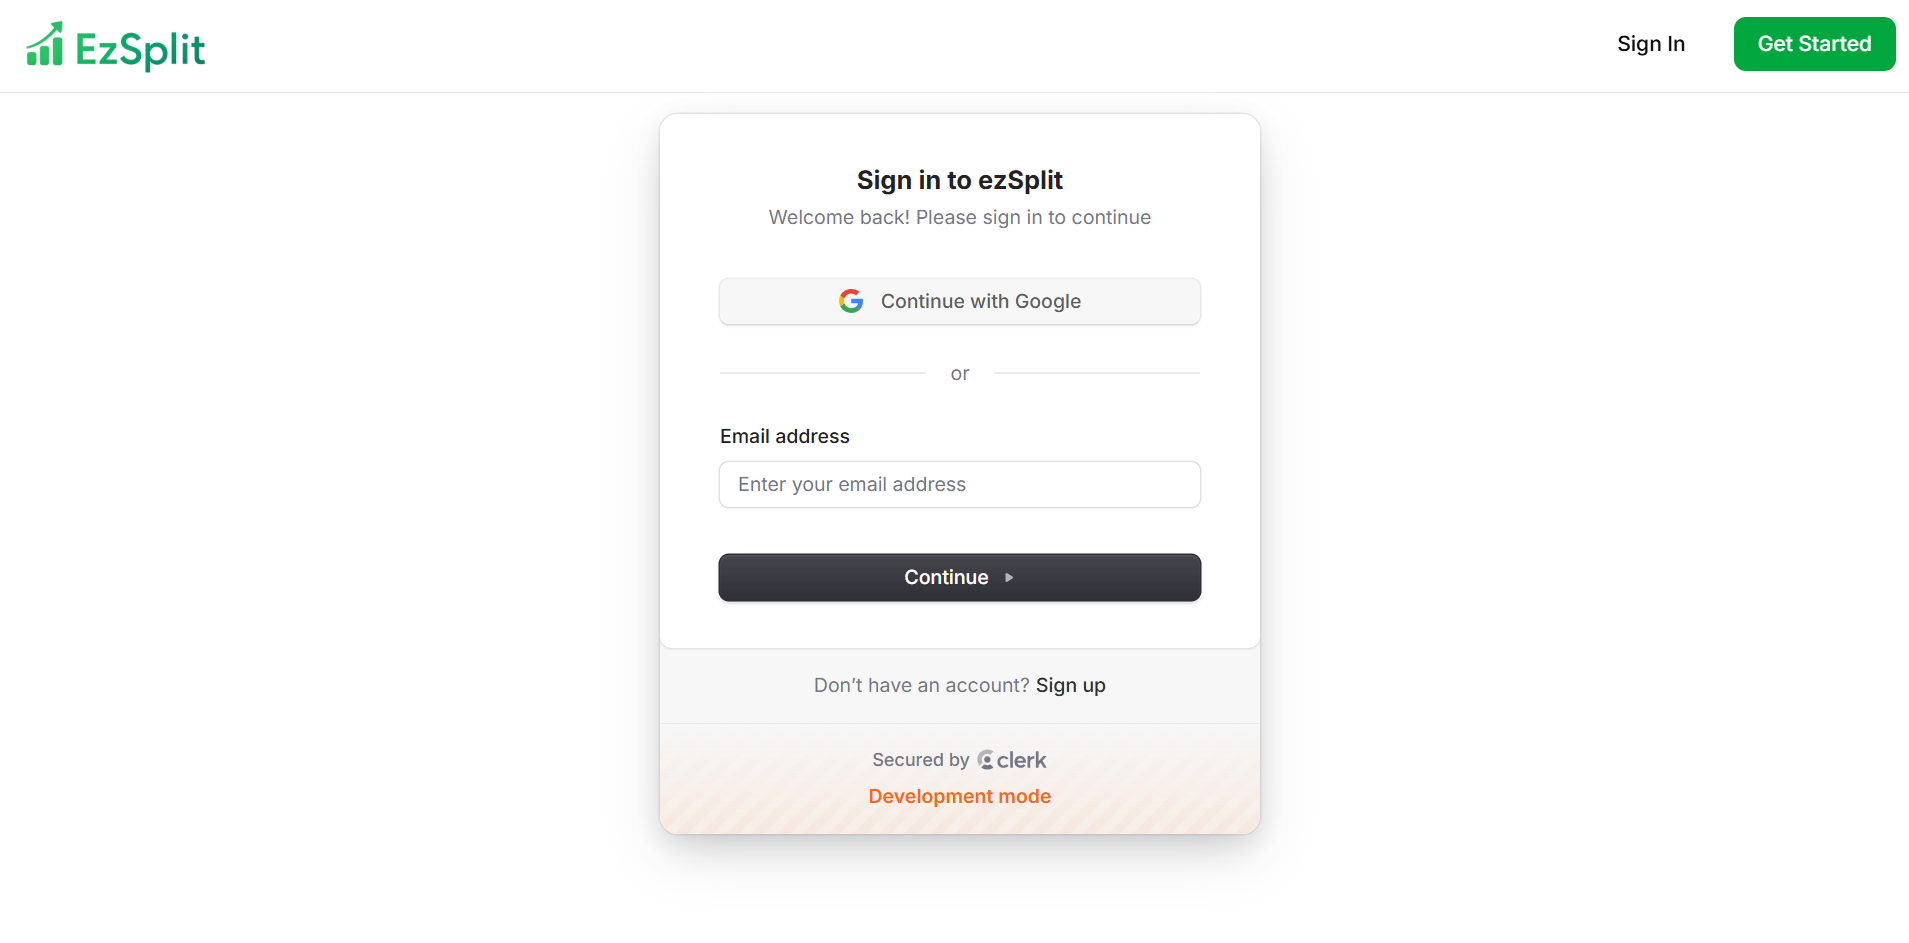 EzSplit
Sign In
Get Started
Sign in to ezSplit
Welcome back! Please sign in to continue
Continue with Google
or
Email address
Enter your email address
Continue
Don’t have an account? Sign up
Secured by clerk
Development mode